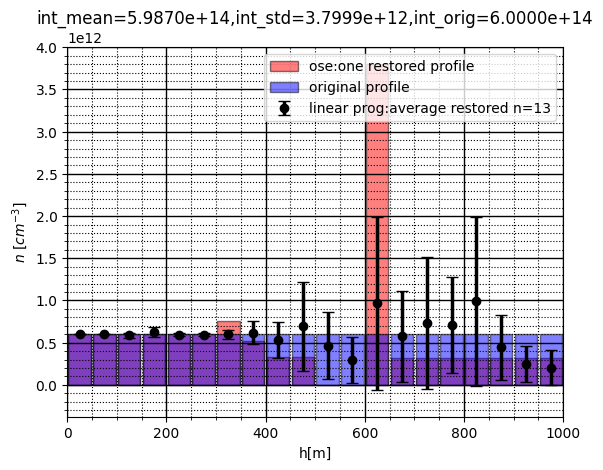 int_mean=5.9870e+14,int_std=3.7999e+12,int_orig=6.0000e+14
1e12
ose:one restored profile
original profile
linear prog.average restored n=13
4.0
3.5
3.0
2.5
2.0
1.5
1.0
0.5
0.0
n [cm⁻³]
0 200 400 600 800 1000
h[m]